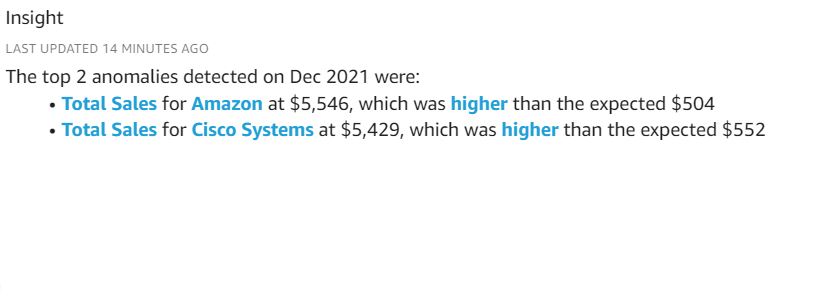 Insight
LAST UPDATED 14 MINUTES AGO
The top 2 anomalies detected on Dec 2021 were:
• Total Sales for Amazon at $5,546, which was higher than the expected $504
• Total Sales for Cisco Systems at $5,429, which was higher than the expected $552